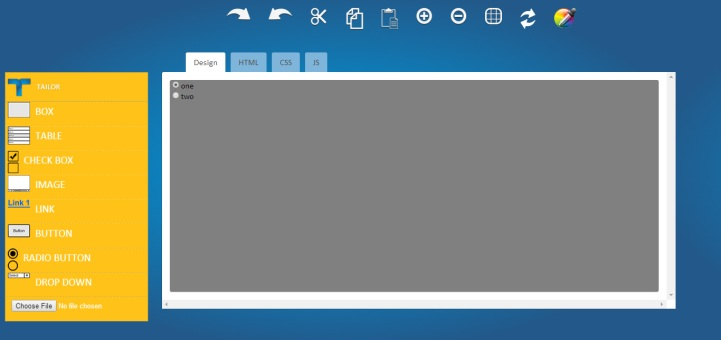 Design HTML CSS JS
TAILOR
BOX
TABLE
CHECK BOX
IMAGE
Link 1 LINK
Button BUTTON
RADIO BUTTON
DROP DOWN
Choose File No file chosen
one
two